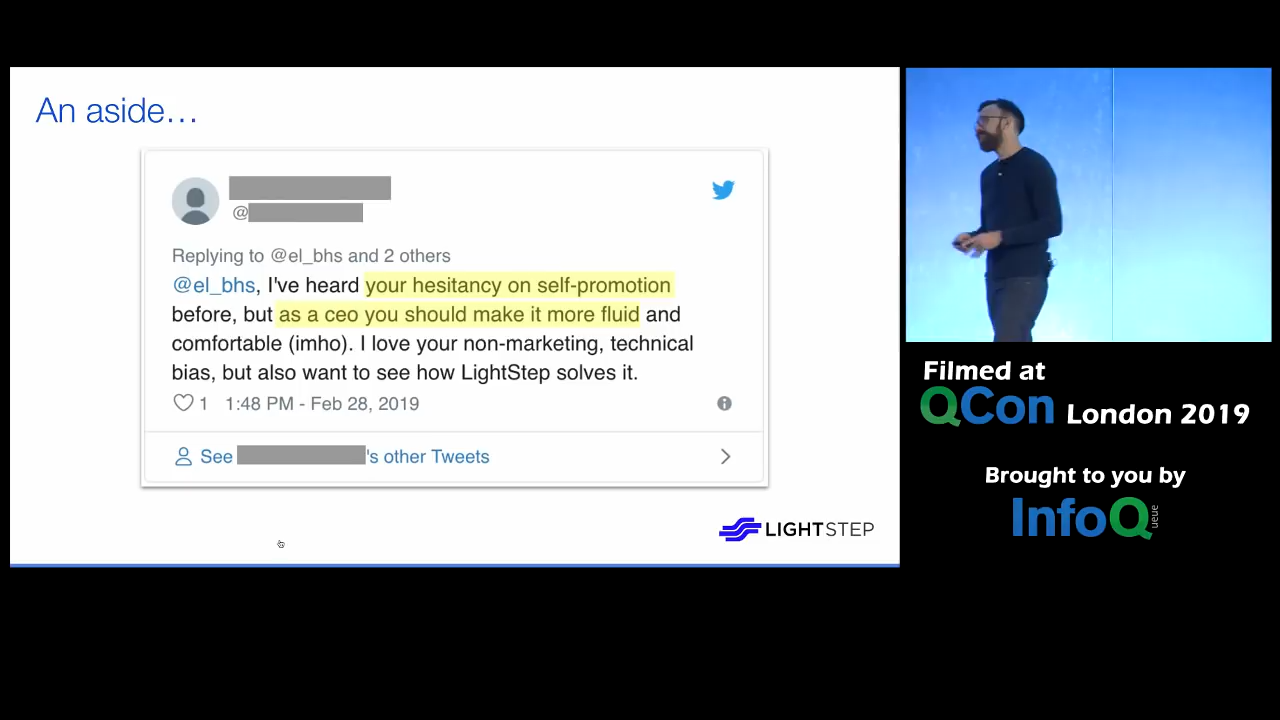 An aside…
@
Replying to @el_bhs and 2 others
@el_bhs, I've heard your hesitancy on self-promotion
before, but as a ceo you should make it more fluid and
comfortable (imho). I love your non-marketing, technical
bias, but also want to see how LightStep solves it.
1 1:48 PM - Feb 28, 2019
See 's other Tweets
LIGHTSTEP
Filmed at
QCon London 2019
Brought to you by
InfoQ
ueue